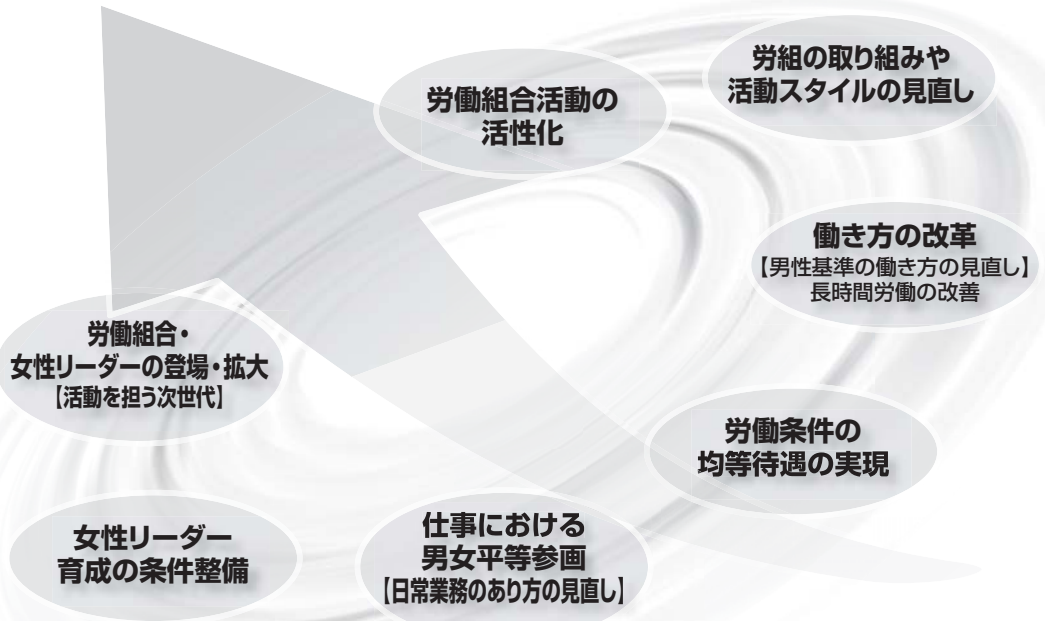 労組の取り組みや
活動スタイルの見直し
労働組合活動の
活性化
働き方の改革
【男性基準の働き方の見直し】
長時間労働の改善
労働組合・
女性リーダーの登場・拡大
【活動を担う次世代】
労働条件の
均等待遇の実現
仕事における
男女平等参画
【日常業務のあり方の見直し】
女性リーダー
育成の条件整備